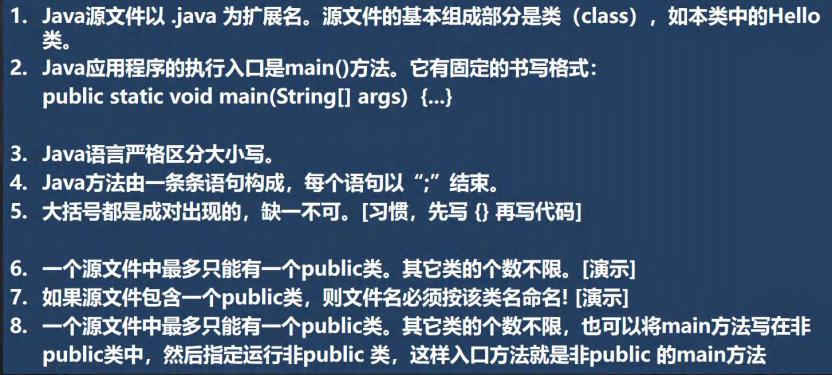 1. Java源文件以 .java 为扩展名。源文件的基本组成部分是类（class），如本类中的Hello
类。
2. Java应用程序的执行入口是main()方法。它有固定的书写格式：
public static void main(String[] args) {...}
3. Java语言严格区分大小写。
4. Java方法由一条条语句构成，每个语句以“;”结束。
5. 大括号都是成对出现的，缺一不可。[习惯，先写 {} 再写代码]
6. 一个源文件中最多只能有一个public类。其它类的个数不限。[演示]
7. 如果源文件包含一个public类，则文件名必须按该类名命名! [演示]
8. 一个源文件中最多只能有一个public类。其它类的个数不限，也可以将main方法写在非
public类中，然后指定运行非public 类，这样入口方法就是非public 的main方法